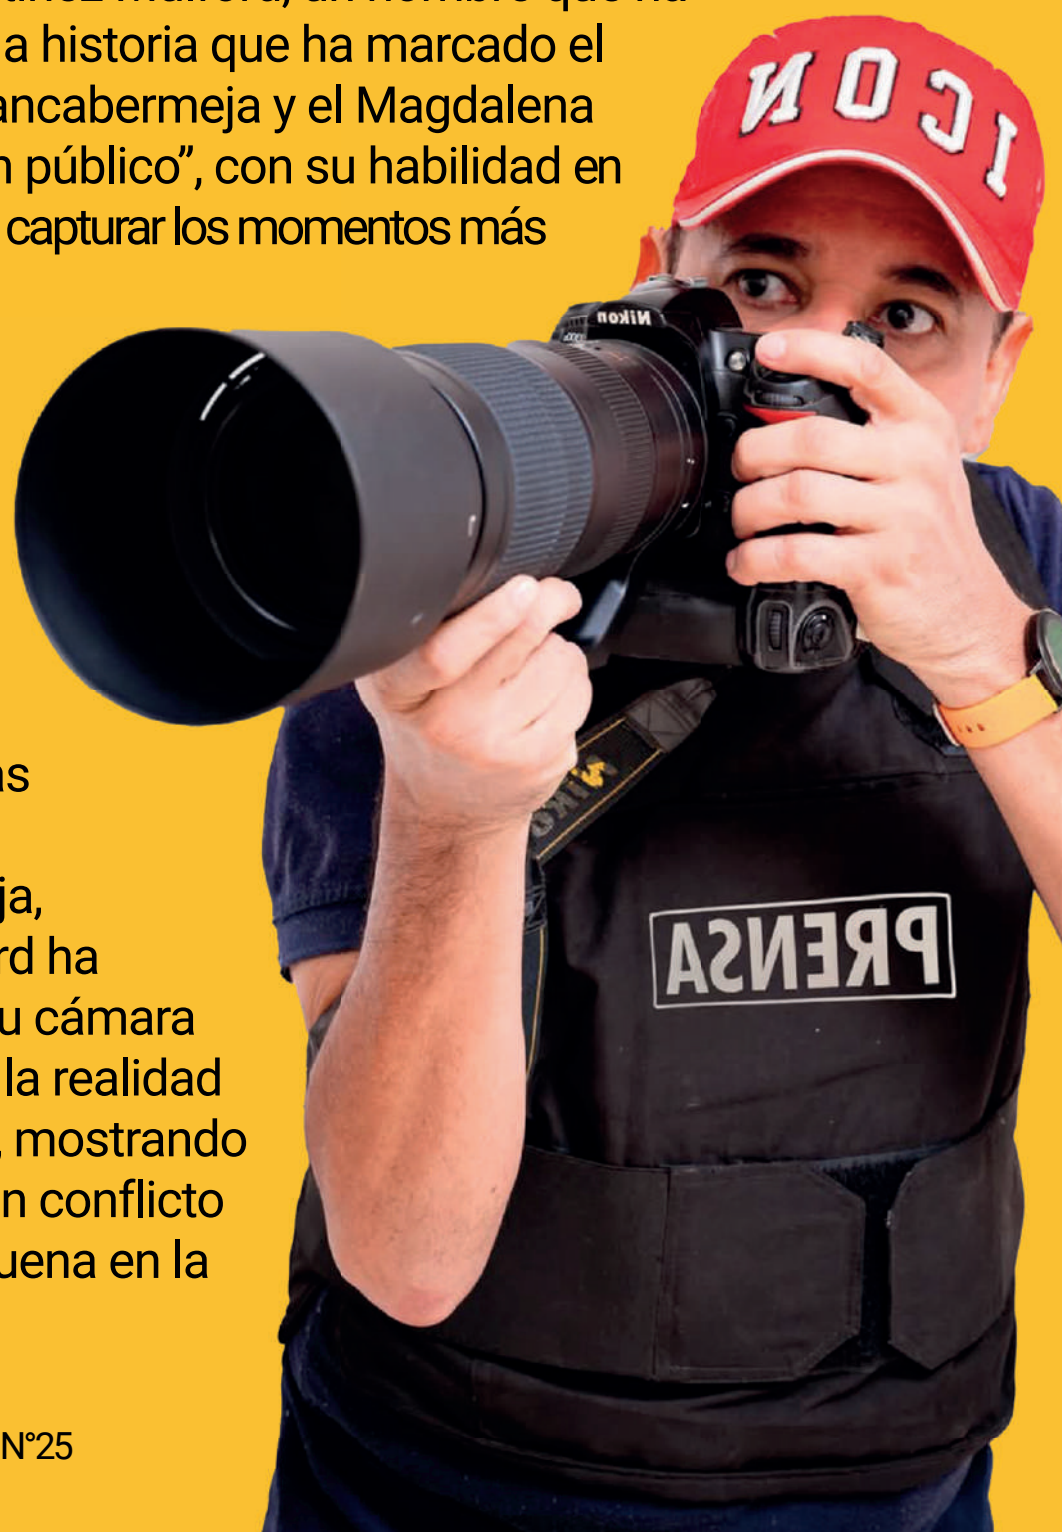 a historia que ha marcado el
ancabermeja y el Magdalena
n público”, con su habilidad en
capturar los momentos más
ICON
Nikon
as
ja,
rd ha
u cámara
la realidad
, mostrando
n conflicto
uena en la
PRENSA
N°25